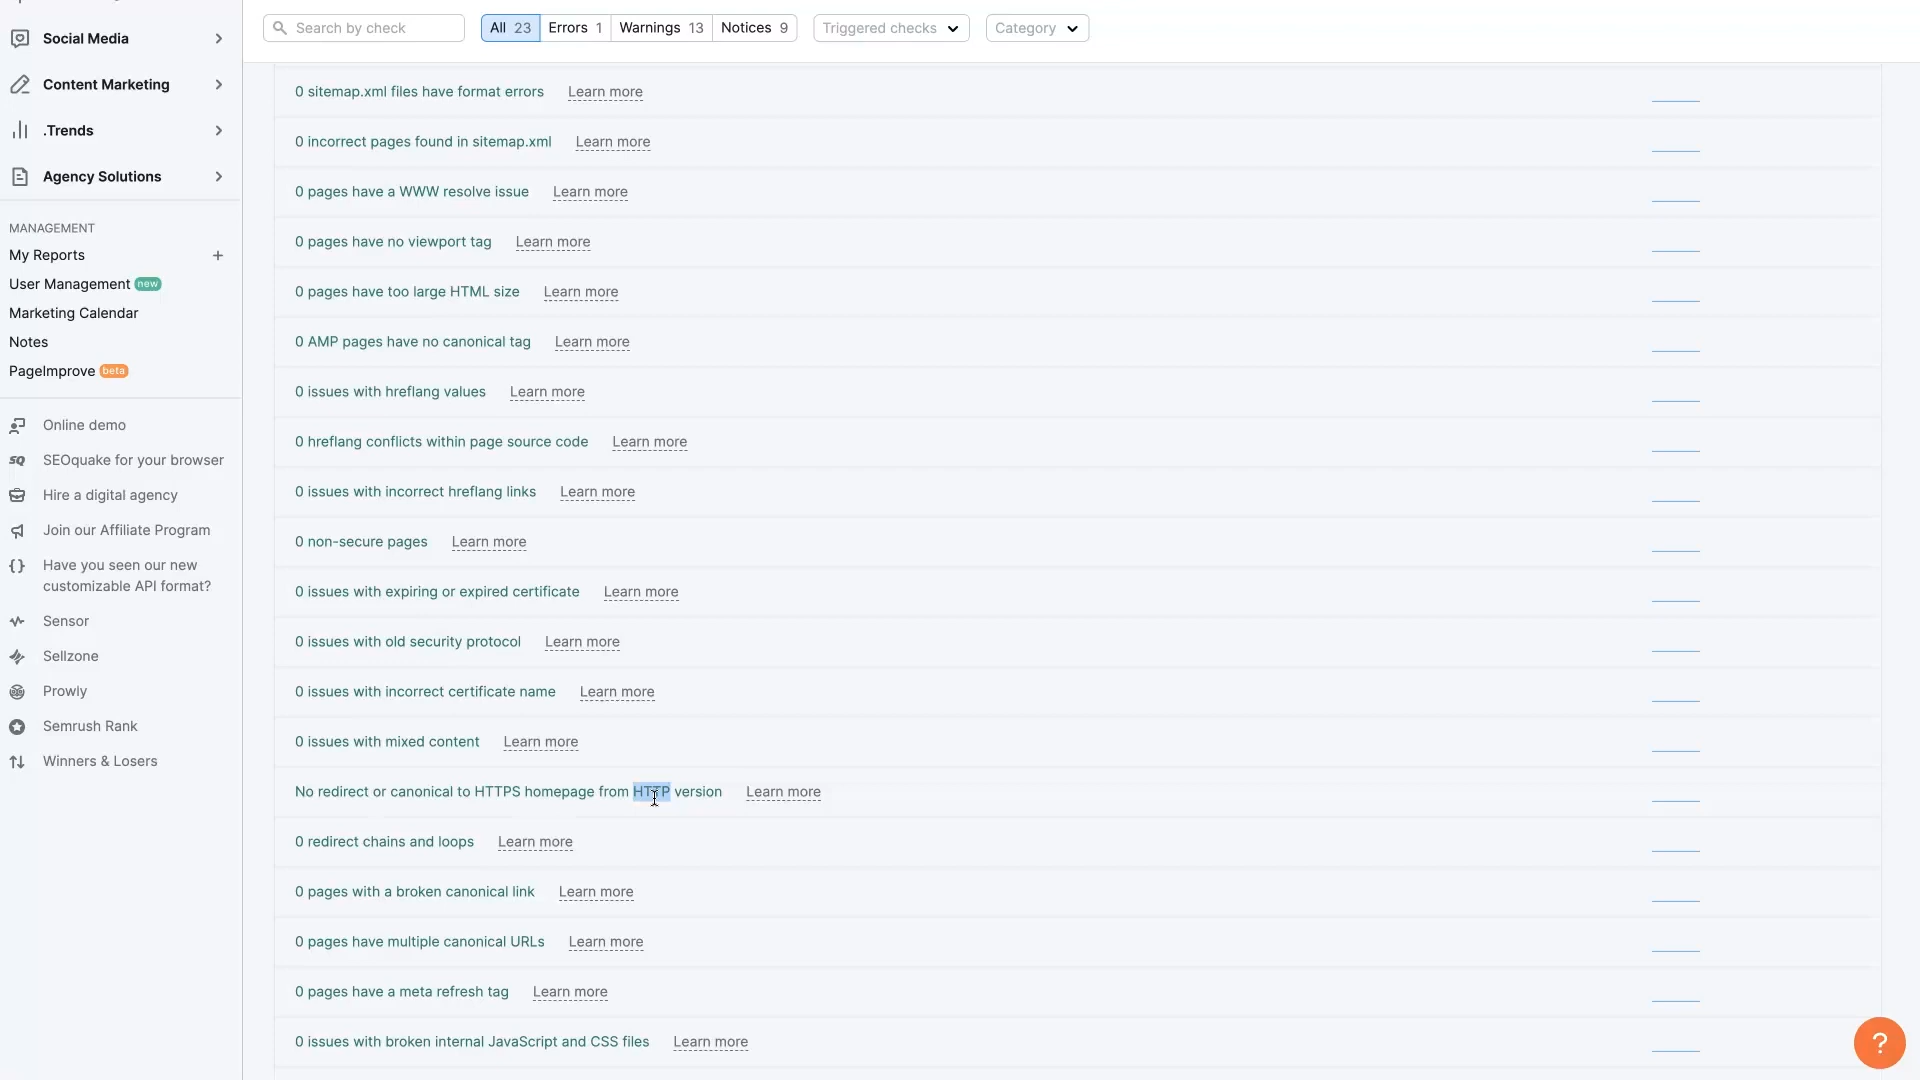 Social Media
Content Marketing
.Trends
Agency Solutions
MANAGEMENT
My Reports +
User Management new
Marketing Calendar
Notes
PageImprove beta
Online demo
SQ SEOquake for your browser
Hire a digital agency
Join our Affiliate Program
{} Have you seen our new
customizable API format?
Sensor
Sellzone
Prowly
Semrush Rank
Winners & Losers
Search by check All 23 Errors 1 Warnings 13 Notices 9 Triggered checks Category
0 sitemap.xml files have format errors Learn more
0 incorrect pages found in sitemap.xml Learn more
0 pages have a WWW resolve issue Learn more
0 pages have no viewport tag Learn more
0 pages have too large HTML size Learn more
0 AMP pages have no canonical tag Learn more
0 issues with hreflang values Learn more
0 hreflang conflicts within page source code Learn more
0 issues with incorrect hreflang links Learn more
0 non-secure pages Learn more
0 issues with expiring or expired certificate Learn more
0 issues with old security protocol Learn more
0 issues with incorrect certificate name Learn more
0 issues with mixed content Learn more
No redirect or canonical to HTTPS homepage from HTTP version Learn more
0 redirect chains and loops Learn more
0 pages with a broken canonical link Learn more
0 pages have multiple canonical URLs Learn more
0 pages have a meta refresh tag Learn more
0 issues with broken internal JavaScript and CSS files Learn more
?